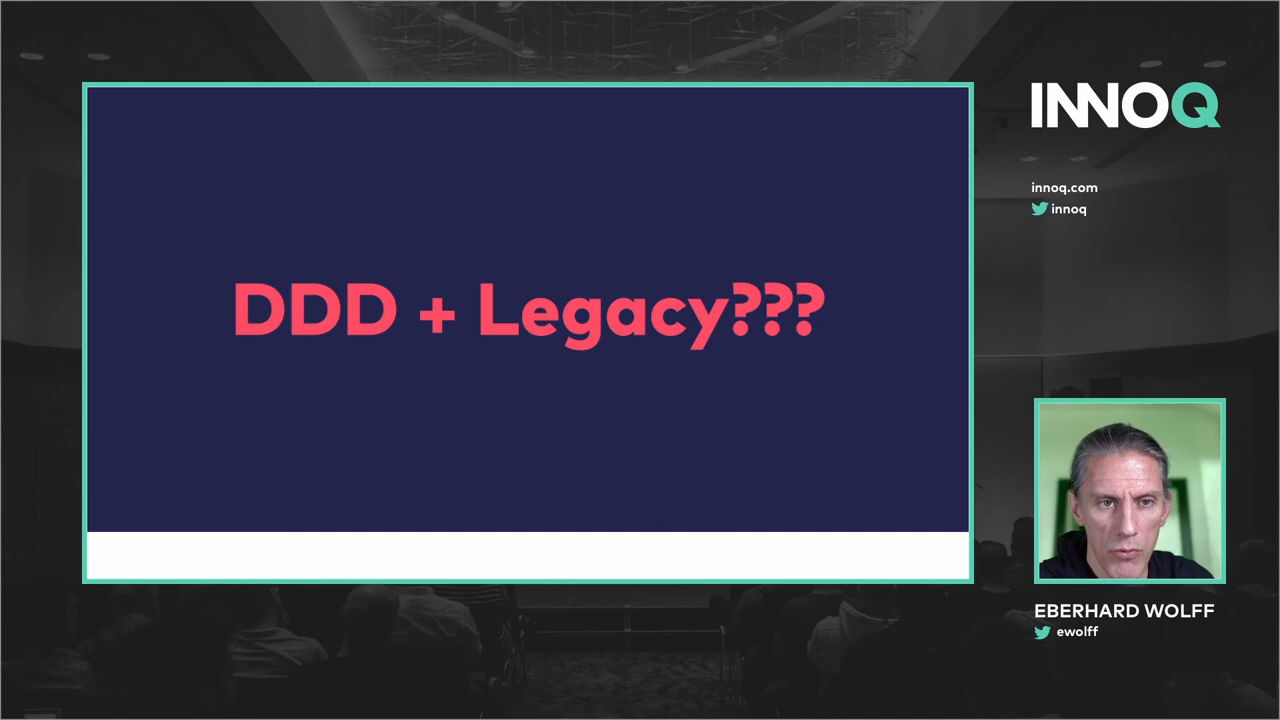 DDD + Legacy???
INNOQ
innoq.com
innoq
EBERHARD WOLFF
ewolff